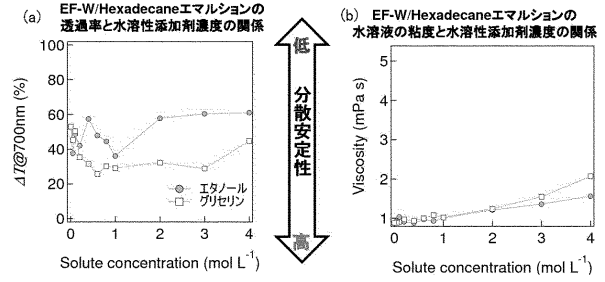 (a)
EF-W/Hexadecaneエマルションの
透過率と水溶性添加剤濃度の関係
ΔT@700nm (%)
100
80
60
40
20
0
エタノール
グリセリン
0 1 2 3 4
Solute concentration (mol L-1)
低
分散安定性
高
(b)
EF-W/Hexadecaneエマルションの
水溶液の粘度と水溶性添加剤濃度の関係
Viscosity (mPa s)
5
4
3
2
1
0 1 2 3 4
Solute concentration (mol L-1)